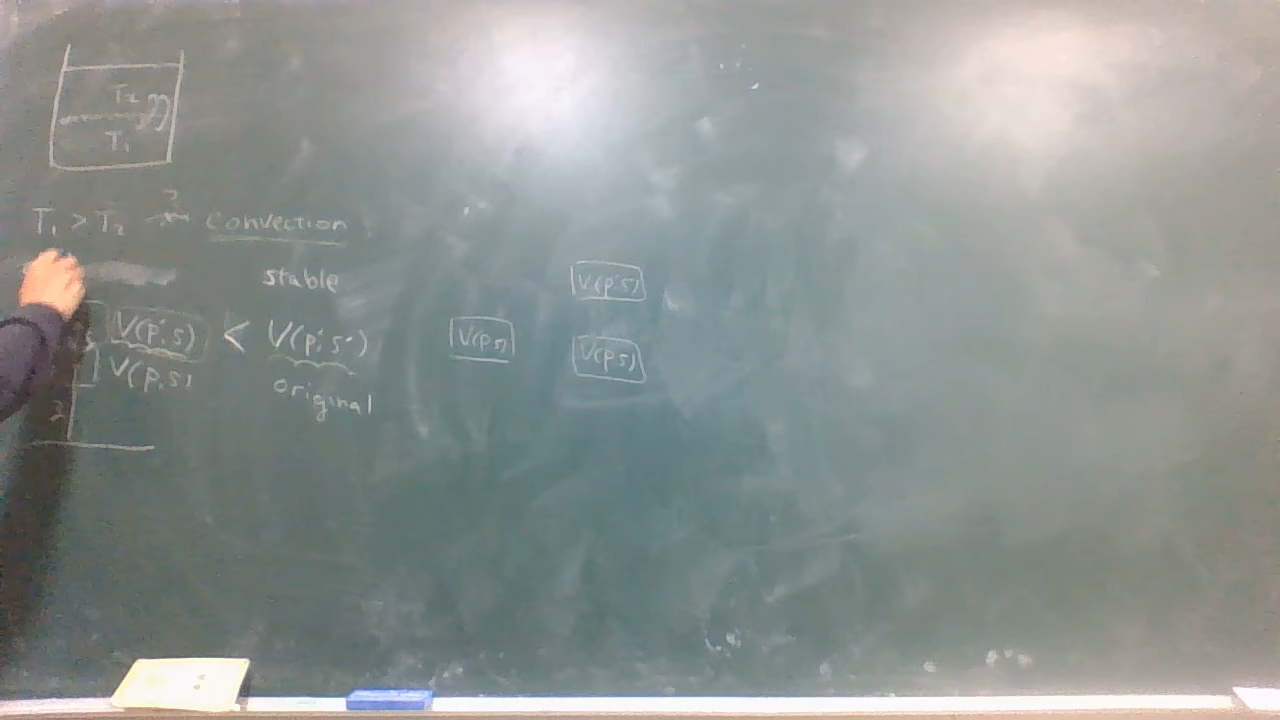 T₂
T₁
T₁ > T₂ ? convection
stable
V(p', s) < V(p', s')
V(p, s)
original
V(p, s)
V(p', s)
V(p, s)